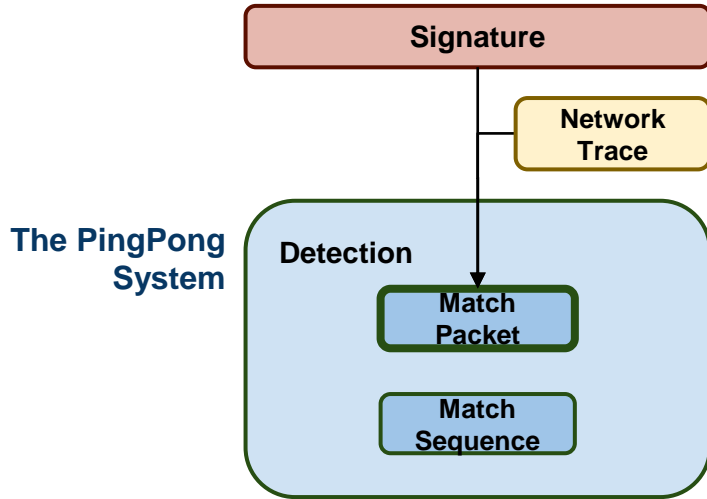 Signature
Network
Trace
The PingPong
System
Detection
Match
Packet
Match
Sequence